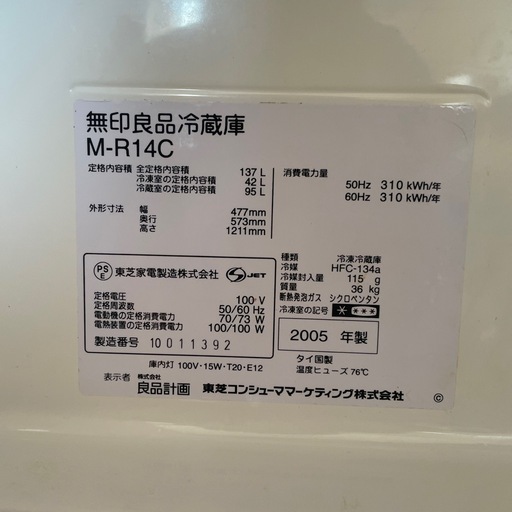 無印良品冷蔵庫
M-R14C
定格内容積 全定格内容積 137 L
冷凍室の定格内容積 42 L
冷蔵室の定格内容積 95 L
外形寸法 幅 477mm
奥行 573mm
高さ 1211mm
消費電力量
50Hz 310 kWh/年
60Hz 310 kWh/年
PS E 東芝家電製造株式会社 JET
定格電圧 100 V
定格周波数 50/60 Hz
電動機の定格消費電力 70/73 W
電熱装置の定格消費電力 100/100 W
製造番号 10011392
種類 冷凍冷蔵庫
冷媒 HFC-134a
冷媒封入量 115 g
質量 36 kg
断熱発泡ガス シクロペンタン
冷凍室の記号 ****
2005 年製
タイ国製
温度ヒューズ 76℃
庫内灯 100V・15W・T20・E12
表示者 株式会社 良品計画 東芝コンシューママーケティング株式会社
©